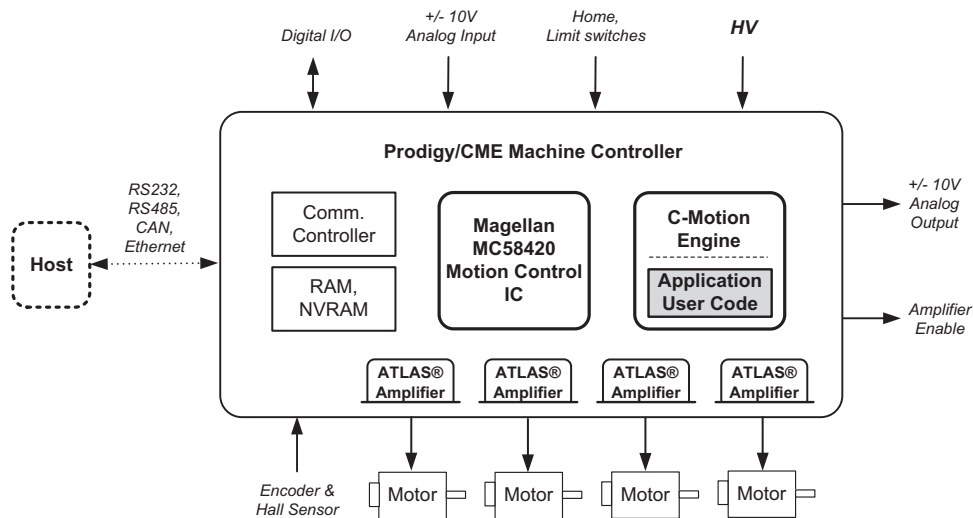 Digital I/O
+/- 10V
Analog Input
Home,
Limit switches
HV
Prodigy/CME Machine Controller
RS232,
RS485,
CAN,
Ethernet
Host
Comm.
Controller
RAM,
NVRAM
Magellan
MC58420
Motion Control
IC
C-Motion
Engine
Application
User Code
+/- 10V
Analog
Output
Amplifier
Enable
ATLAS®
Amplifier
ATLAS®
Amplifier
ATLAS®
Amplifier
ATLAS®
Amplifier
Encoder &
Hall Sensor
Motor
Motor
Motor
Motor